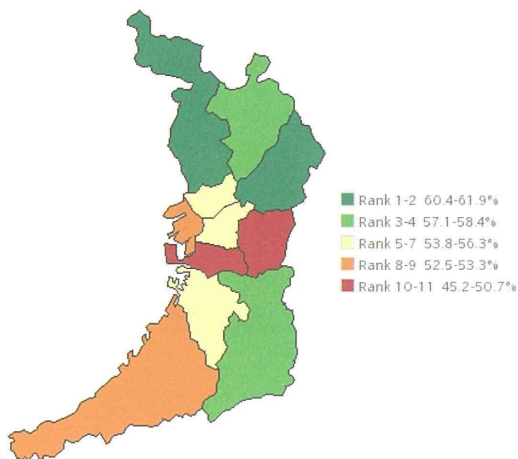 Rank 1-2 60.4-61.9%
Rank 3-4 57.1-58.4%
Rank 5-7 53.8-56.3%
Rank 8-9 52.5-53.3%
Rank 10-11 45.2-50.7%